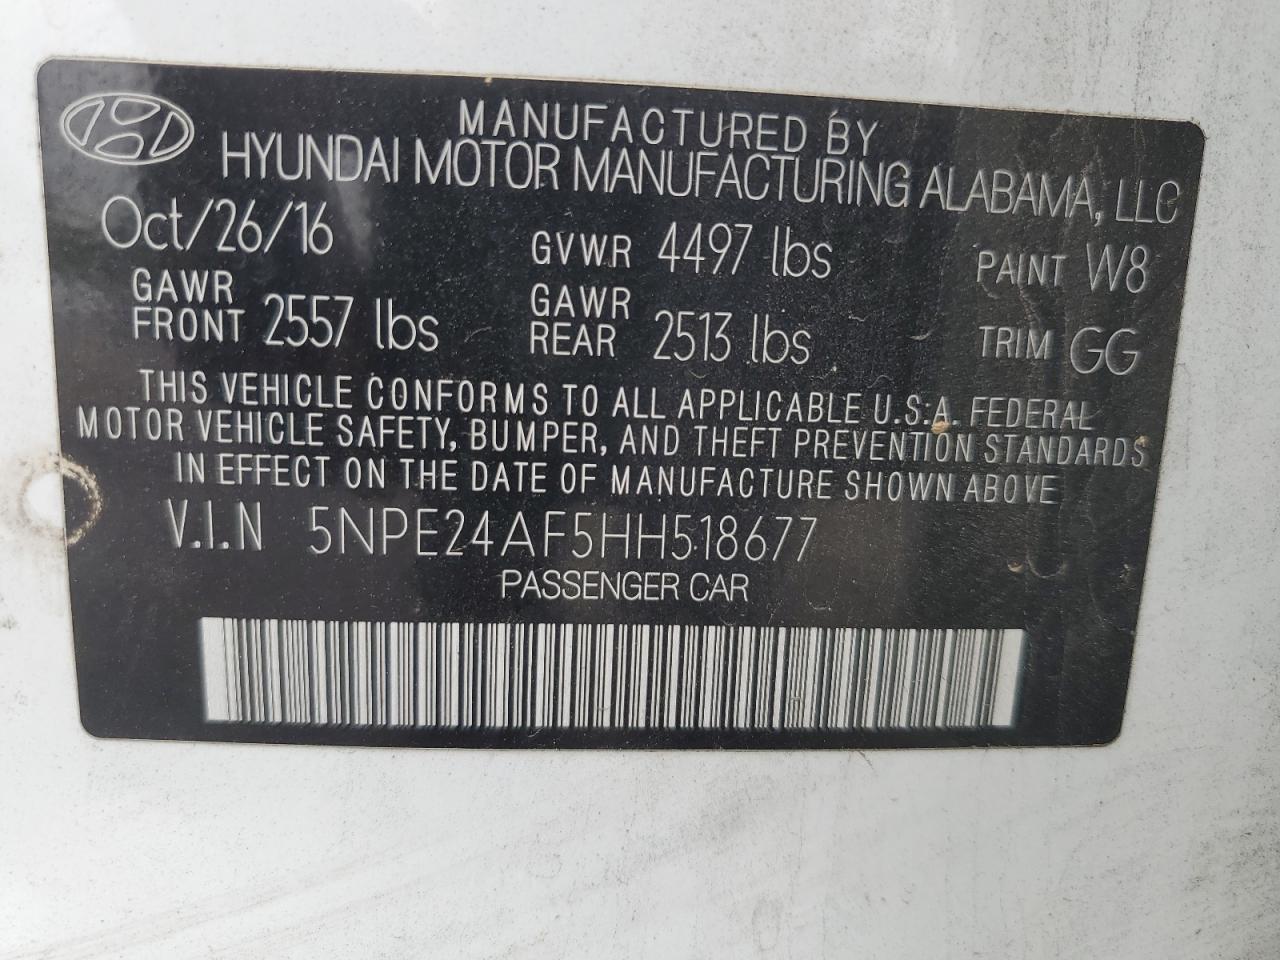 MANUFACTURED BY
HYUNDAI MOTOR MANUFACTURING ALABAMA, LLC
Oct/26/16 GVWR 4497 lbs PAINT W8
GAWR FRONT 2557 lbs GAWR REAR 2513 lbs TRIM GG
THIS VEHICLE CONFORMS TO ALL APPLICABLE U.S.A. FEDERAL
MOTOR VEHICLE SAFETY, BUMPER, AND THEFT PREVENTION STANDARDS
IN EFFECT ON THE DATE OF MANUFACTURE SHOWN ABOVE
V.I.N 5NPE24AF5HH518677
PASSENGER CAR